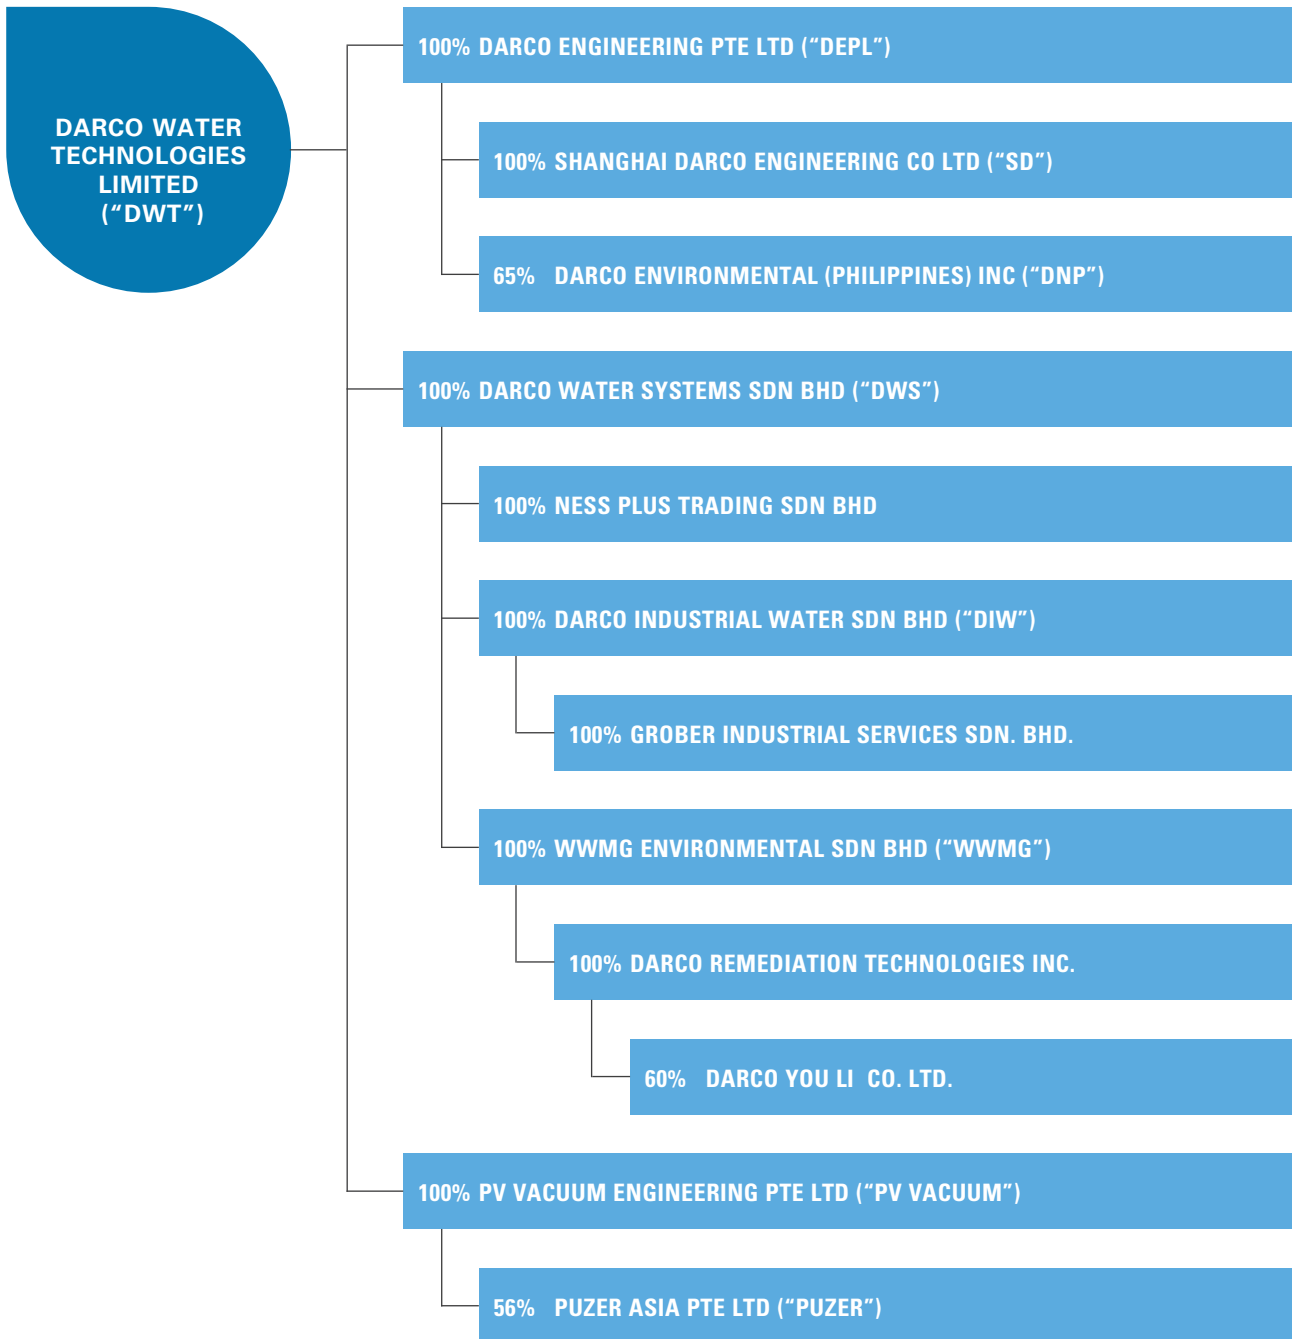 DARCO WATER
TECHNOLOGIES
LIMITED
(“DWT”)
100% DARCO ENGINEERING PTE LTD (“DEPL”)
100% SHANGHAI DARCO ENGINEERING CO LTD (“SD”)
65% DARCO ENVIRONMENTAL (PHILIPPINES) INC (“DNP”)
100% DARCO WATER SYSTEMS SDN BHD (“DWS”)
100% NESS PLUS TRADING SDN BHD
100% DARCO INDUSTRIAL WATER SDN BHD (“DIW”)
100% GROBER INDUSTRIAL SERVICES SDN. BHD.
100% WWMG ENVIRONMENTAL SDN BHD (“WWMG”)
100% DARCO REMEDIATION TECHNOLOGIES INC.
60% DARCO YOU LI CO. LTD.
100% PV VACUUM ENGINEERING PTE LTD (“PV VACUUM”)
56% PUZER ASIA PTE LTD (“PUZER”)